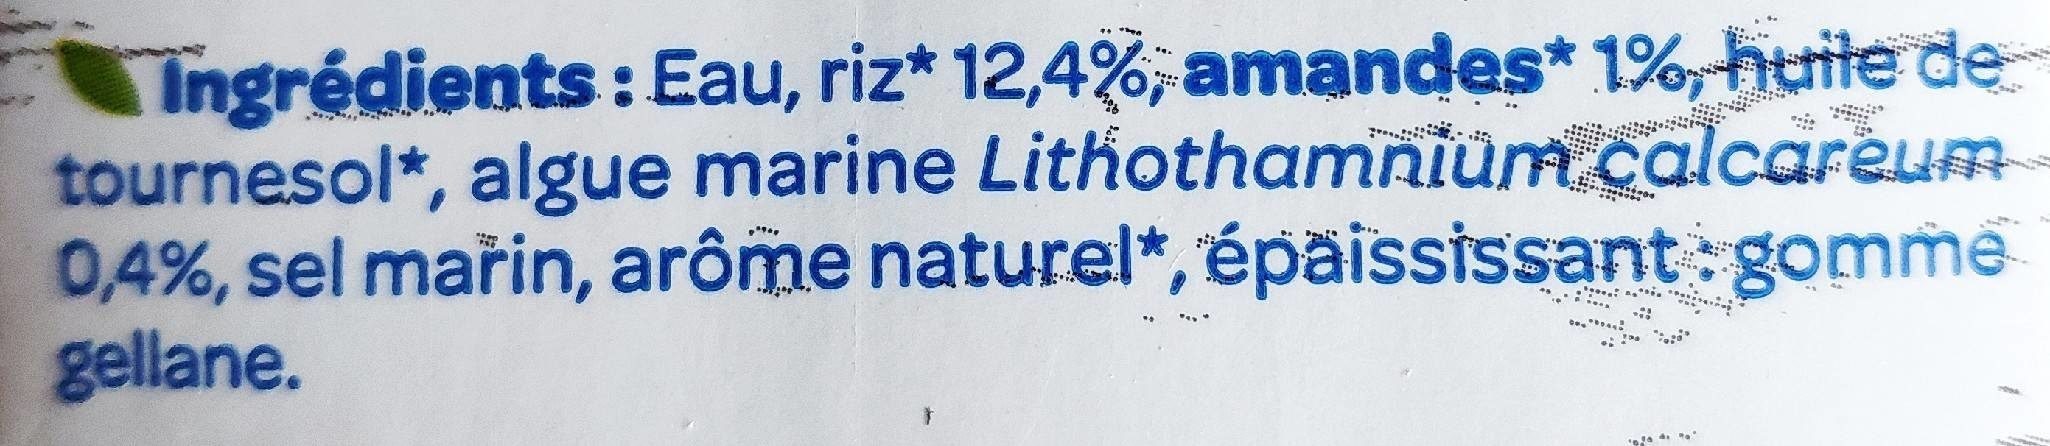 Ingrédients : Eau, riz* 12,4%, amandes* 1%, huile de
tournesol*, algue marine Lithothamnium calcareum
0,4%, sel marin, arôme naturel*, épaississant : gomme
gellane.